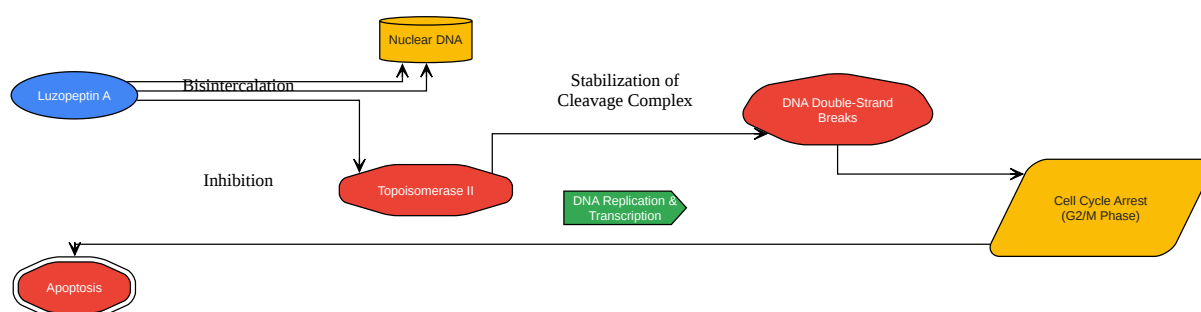 Nuclear DNA
Luzopeptin A
Bisintercalation
Stabilization of
Cleavage Complex
DNA Double-Strand
Breaks
Inhibition
Topoisomerase II
DNA Replication &
Transcription
Cell Cycle Arrest
(G2/M Phase)
Apoptosis